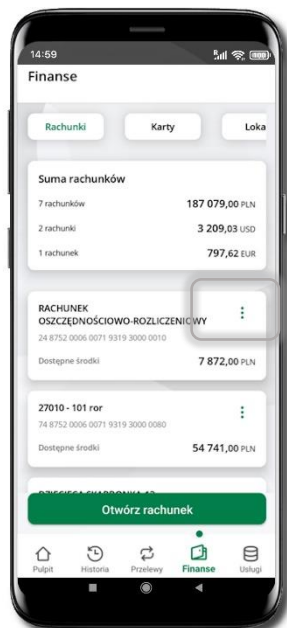 14:59
Finanse
Rachunki Karty Loka
Suma rachunków
7 rachunków 187 079,00 PLN
2 rachunki 3 209,03 USD
1 rachunek 797,62 EUR
RACHUNEK
OSZCZĘDNOŚCIOWO-ROZLICZENIOWY
24 8752 0006 0071 9319 3000 0010
Dostępne środki 7 872,00 PLN
27010 - 101 ror
74 8752 0006 0071 9319 3000 0080
Dostępne środki 54 741,00 PLN
Otwórz rachunek
Pulpit Historia Przelewy Finanse Usługi